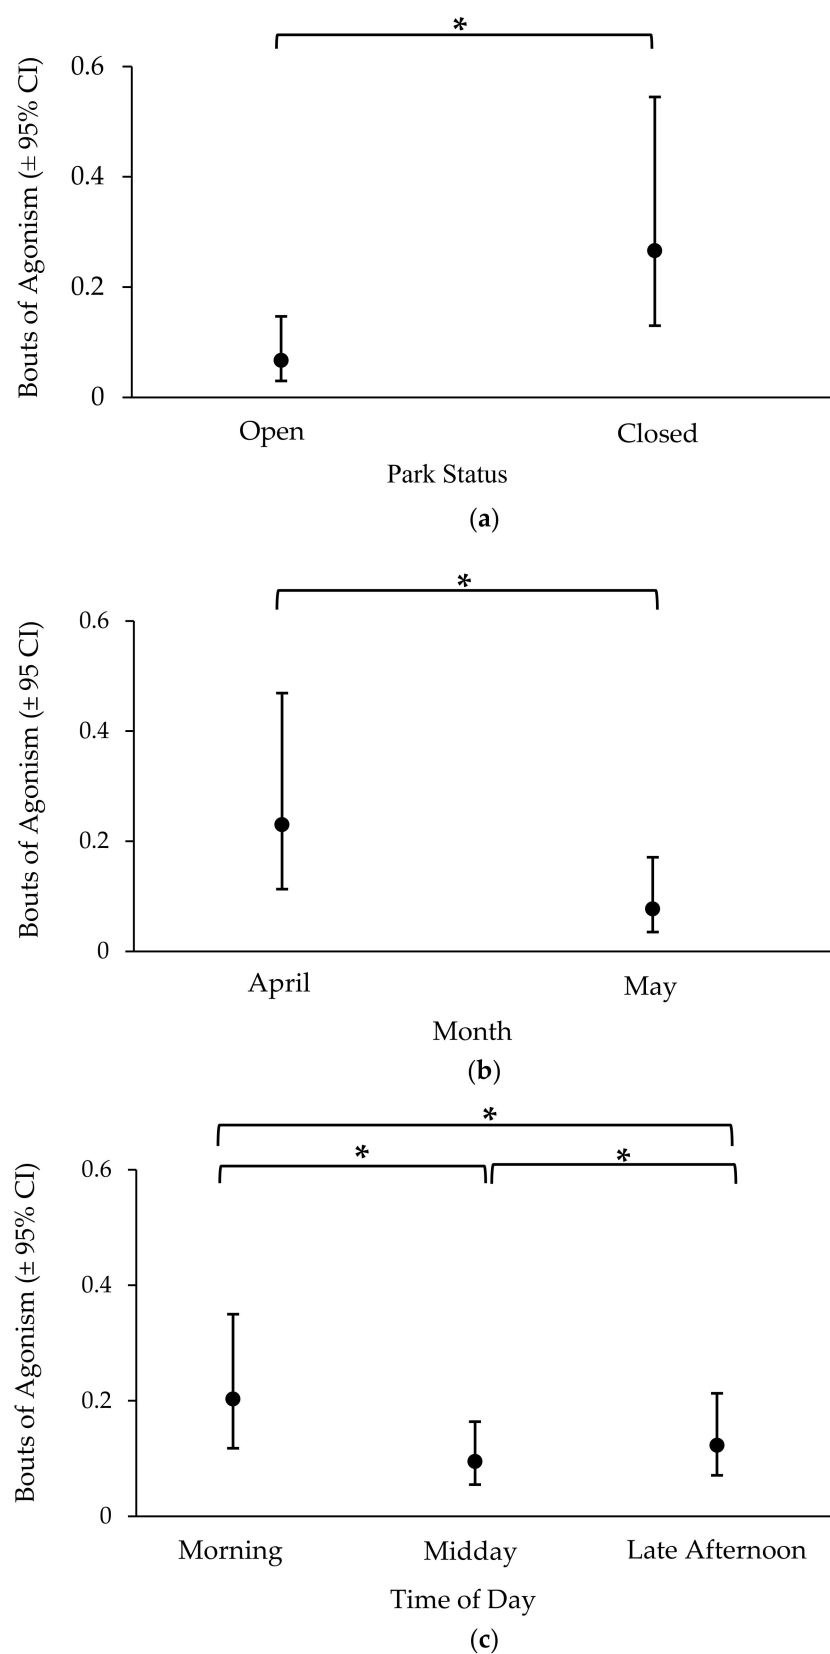 *
Bouts of Agonism (± 95% CI)
0.6
0.4
0.2
0
Open Closed
Park Status
(a)
*
Bouts of Agonism (± 95 CI)
0.6
0.4
0.2
0
April May
Month
(b)
*
* *
Bouts of Agonism (± 95% CI)
0.6
0.4
0.2
0
Morning Midday Late Afternoon
Time of Day
(c)